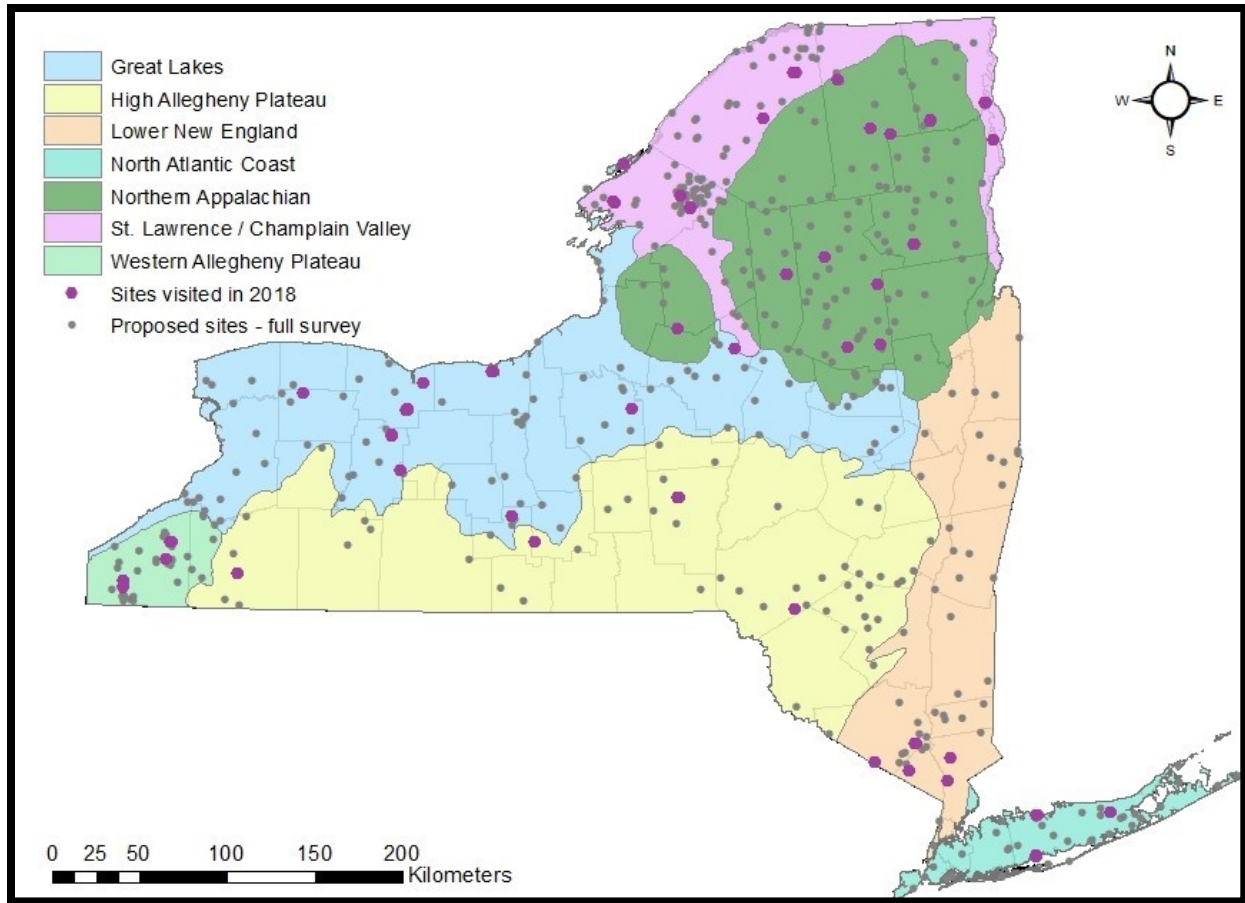 Great Lakes
High Allegheny Plateau
Lower New England
North Atlantic Coast
Northern Appalachian
St. Lawrence / Champlain Valley
Western Allegheny Plateau
Sites visited in 2018
Proposed sites - full survey
N
W E
S
0 25 50 100 150 200
Kilometers